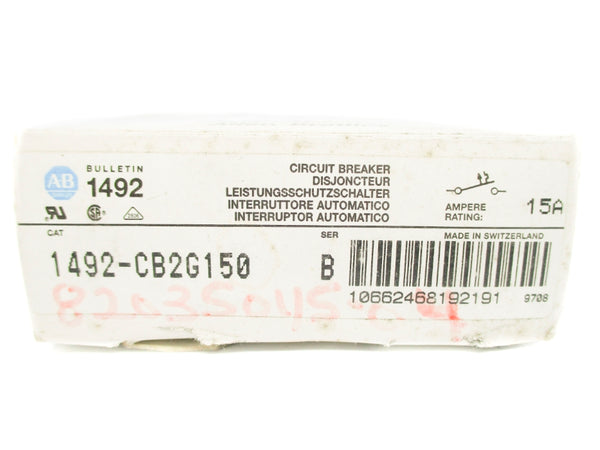 A-B
BULLETIN
1492
CIRCUIT BREAKER
DISJONCTEUR
LEISTUNGSSCHUTZSCHALTER
INTERRUTTORE AUTOMATICO
INTERRUPTOR AUTOMATICO
AMPERE
RATING:
15A
CAT
SER
MADE IN SWITZERLAND
1492-CB2G150
B
10662468192191
9708